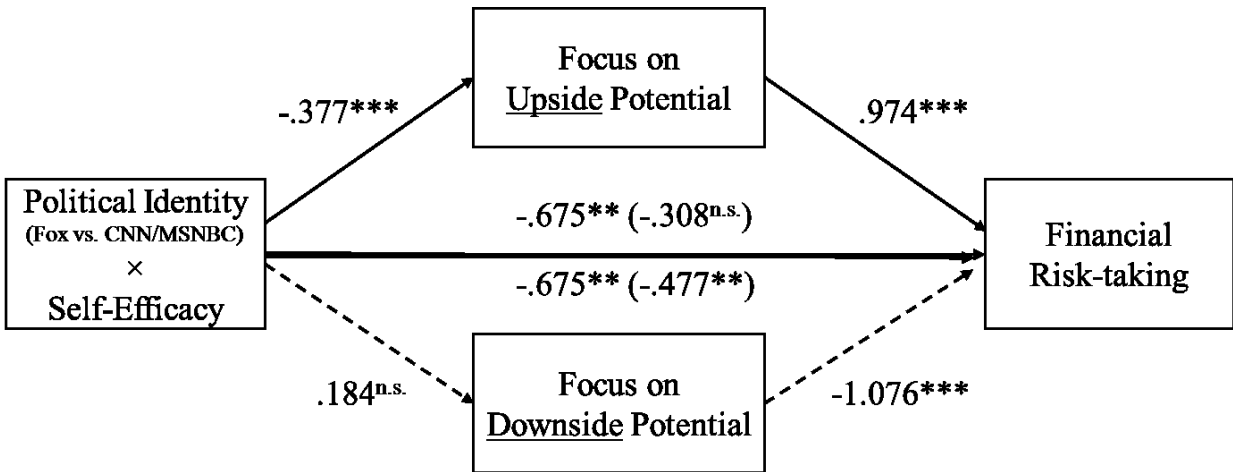 Focus on
Upside Potential
-.377***
.974***
Political Identity
(Fox vs. CNN/MSNBC)
×
Self-Efficacy
-.675** (-.308n.s.)
-.675** (-.477**)
Financial
Risk-taking
.184n.s.
Focus on
Downside Potential
-1.076***